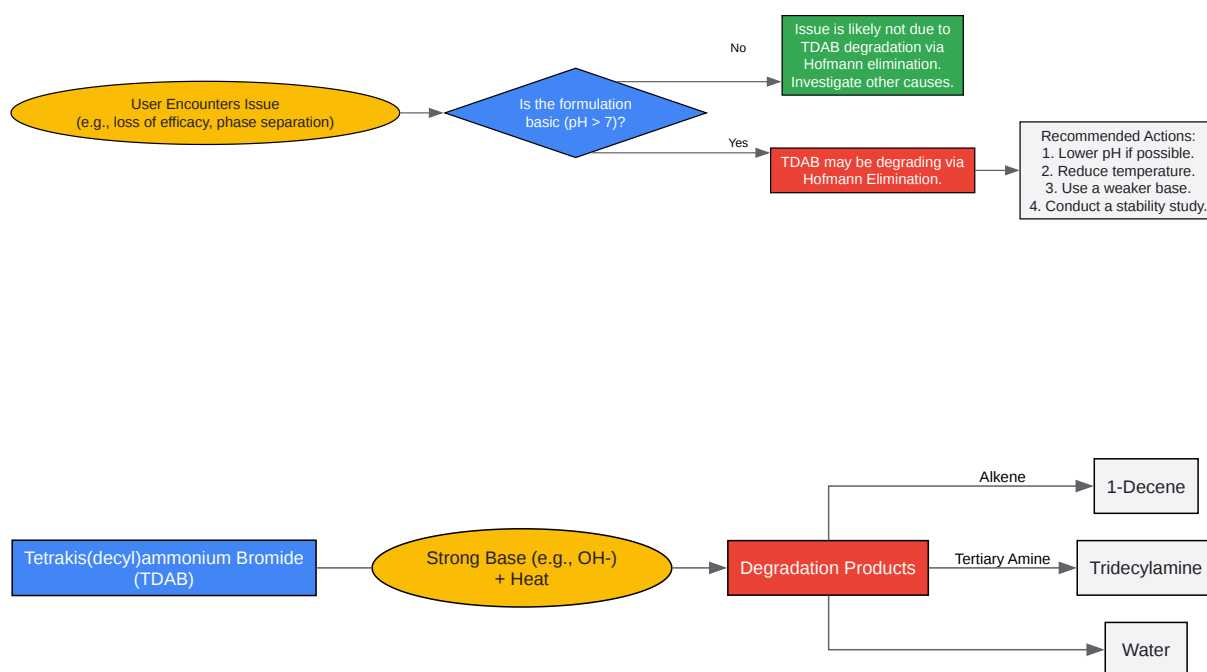 User Encounters Issue
(e.g., loss of efficacy, phase separation)
Is the formulation
basic (pH > 7)?
No
Issue is likely not due to
TDAB degradation via
Hofmann elimination.
Investigate other causes.
Yes
TDAB may be degrading via
Hofmann Elimination.
Recommended Actions:
1. Lower pH if possible.
2. Reduce temperature.
3. Use a weaker base.
4. Conduct a stability study.
Tetrakis(decyl)ammonium Bromide
(TDAB)
Strong Base (e.g., OH-)
+ Heat
Degradation Products
Alkene
1-Decene
Tertiary Amine
Tridecylamine
Water